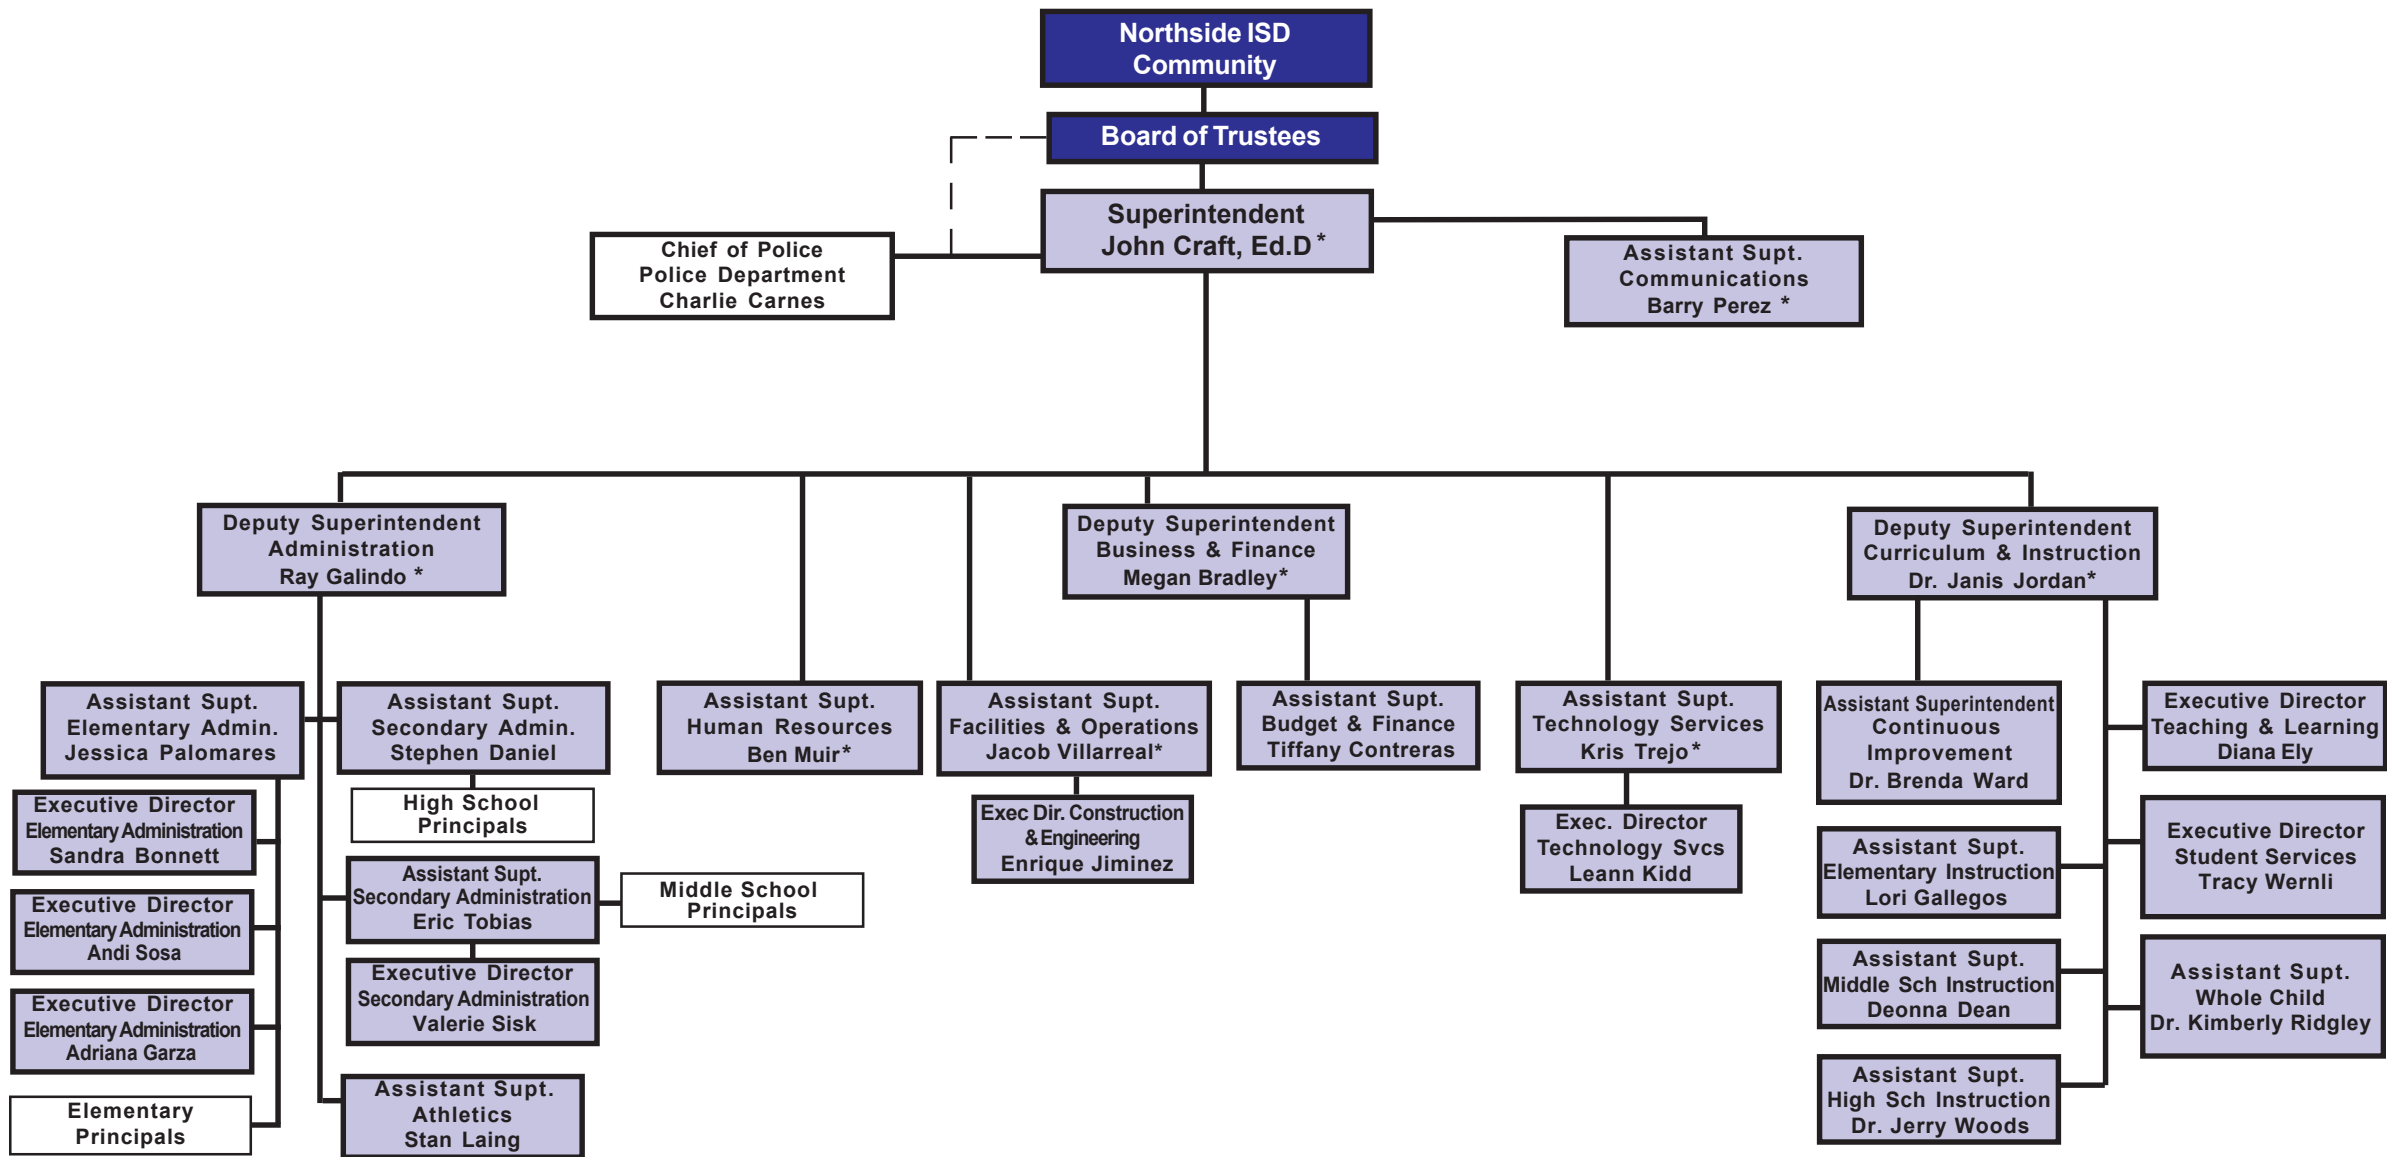 Northside ISD
Community
Board of Trustees
Superintendent
John Craft, Ed.D *
Chief of Police
Police Department
Charlie Carnes
Assistant Supt.
Communications
Barry Perez *
Deputy Superintendent
Administration
Ray Galindo *
Deputy Superintendent
Business & Finance
Megan Bradley*
Deputy Superintendent
Curriculum & Instruction
Dr. Janis Jordan*
Assistant Supt.
Elementary Admin.
Jessica Palomares
Assistant Supt.
Secondary Admin.
Stephen Daniel
Assistant Supt.
Human Resources
Ben Muir*
Assistant Supt.
Facilities & Operations
Jacob Villarreal*
Assistant Supt.
Budget & Finance
Tiffany Contreras
Assistant Supt.
Technology Services
Kris Trejo*
Assistant Superintendent
Continuous
Improvement
Dr. Brenda Ward
Executive Director
Teaching & Learning
Diana Ely
Executive Director
Elementary Administration
Sandra Bonnett
High School
Principals
Exec Dir. Construction
& Engineering
Enrique Jiminez
Exec. Director
Technology Svcs
Leann Kidd
Assistant Supt.
Elementary Instruction
Lori Gallegos
Executive Director
Student Services
Tracy Wernli
Executive Director
Elementary Administration
Andi Sosa
Assistant Supt.
Secondary Administration
Eric Tobias
Middle School
Principals
Executive Director
Elementary Administration
Adriana Garza
Executive Director
Secondary Administration
Valerie Sisk
Assistant Supt.
Middle Sch Instruction
Deonna Dean
Assistant Supt.
Whole Child
Dr. Kimberly Ridgley
Elementary
Principals
Assistant Supt.
Athletics
Stan Laing
Assistant Supt.
High Sch Instruction
Dr. Jerry Woods